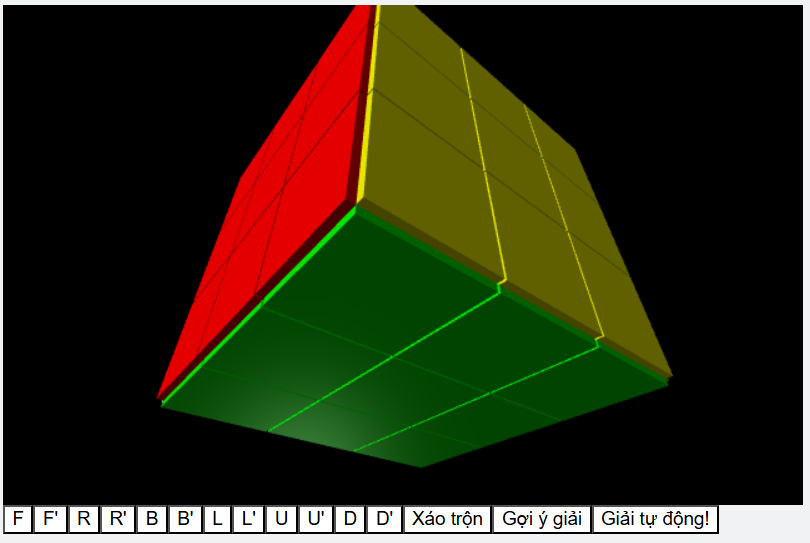 F F' R R' B B' L L' U U' D D' Xáo trộn Gợi ý giải Giải tự động!